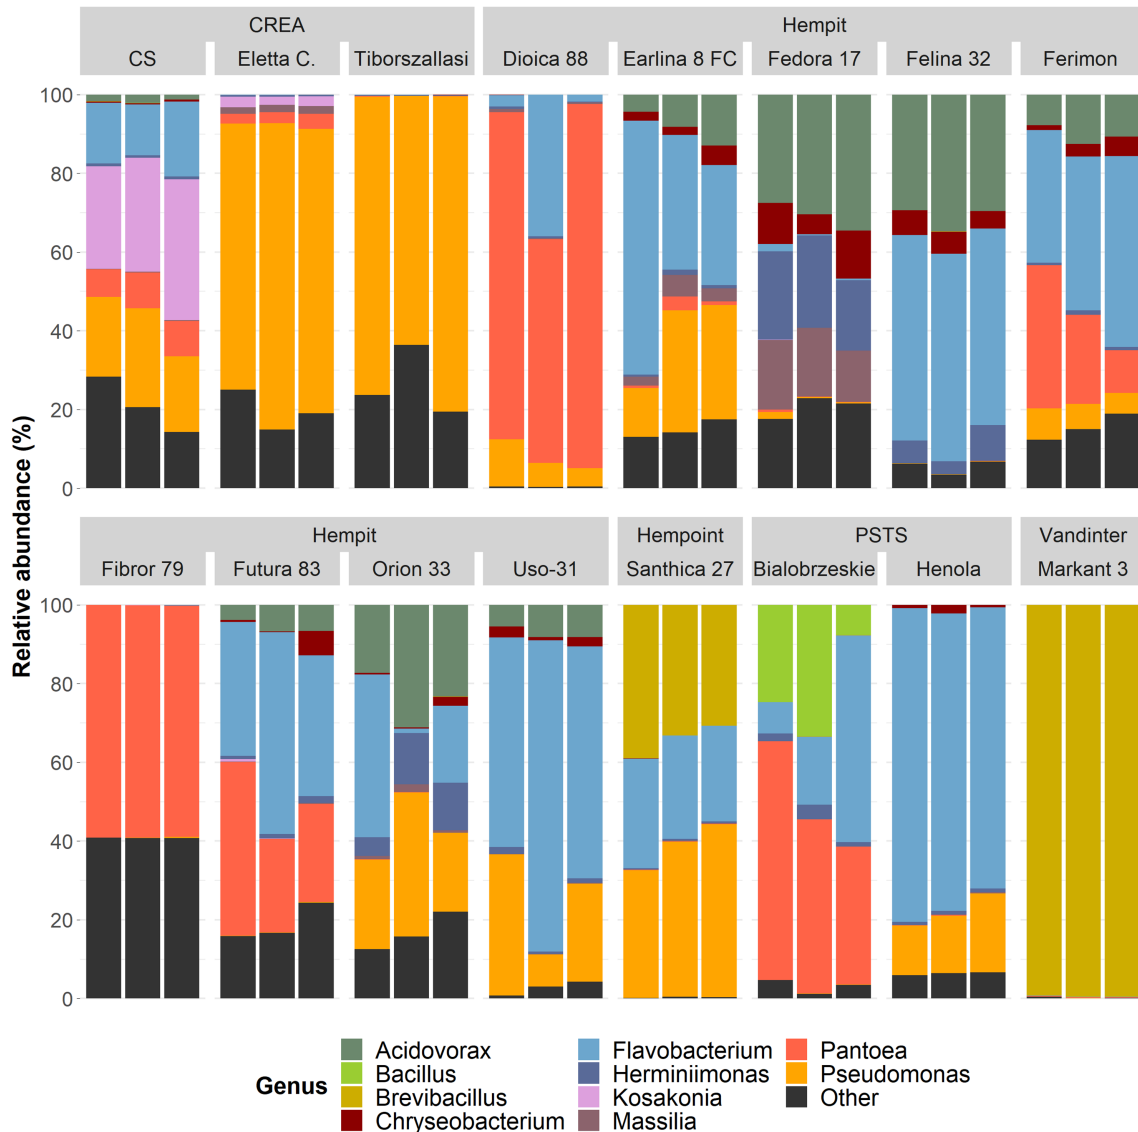 CREA Hempit
CS Eletta C. Tiborszallasi Dioica 88 Earlina 8 FC Fedora 17 Felina 32 Ferimon
100
80
60
40
20
0
Relative abundance (%)
Hempit Hempoint PSTS Vandinter
Fibror 79 Futura 83 Orion 33 Uso-31 Santhica 27 Bialobrzeskie Henola Markant 3
100
80
60
40
20
0
Genus
Acidovorax Flavobacterium Pantoea
Bacillus Herminiimonas Pseudomonas
Brevibacillus Kosakonia Other
Chryseobacterium Massilia